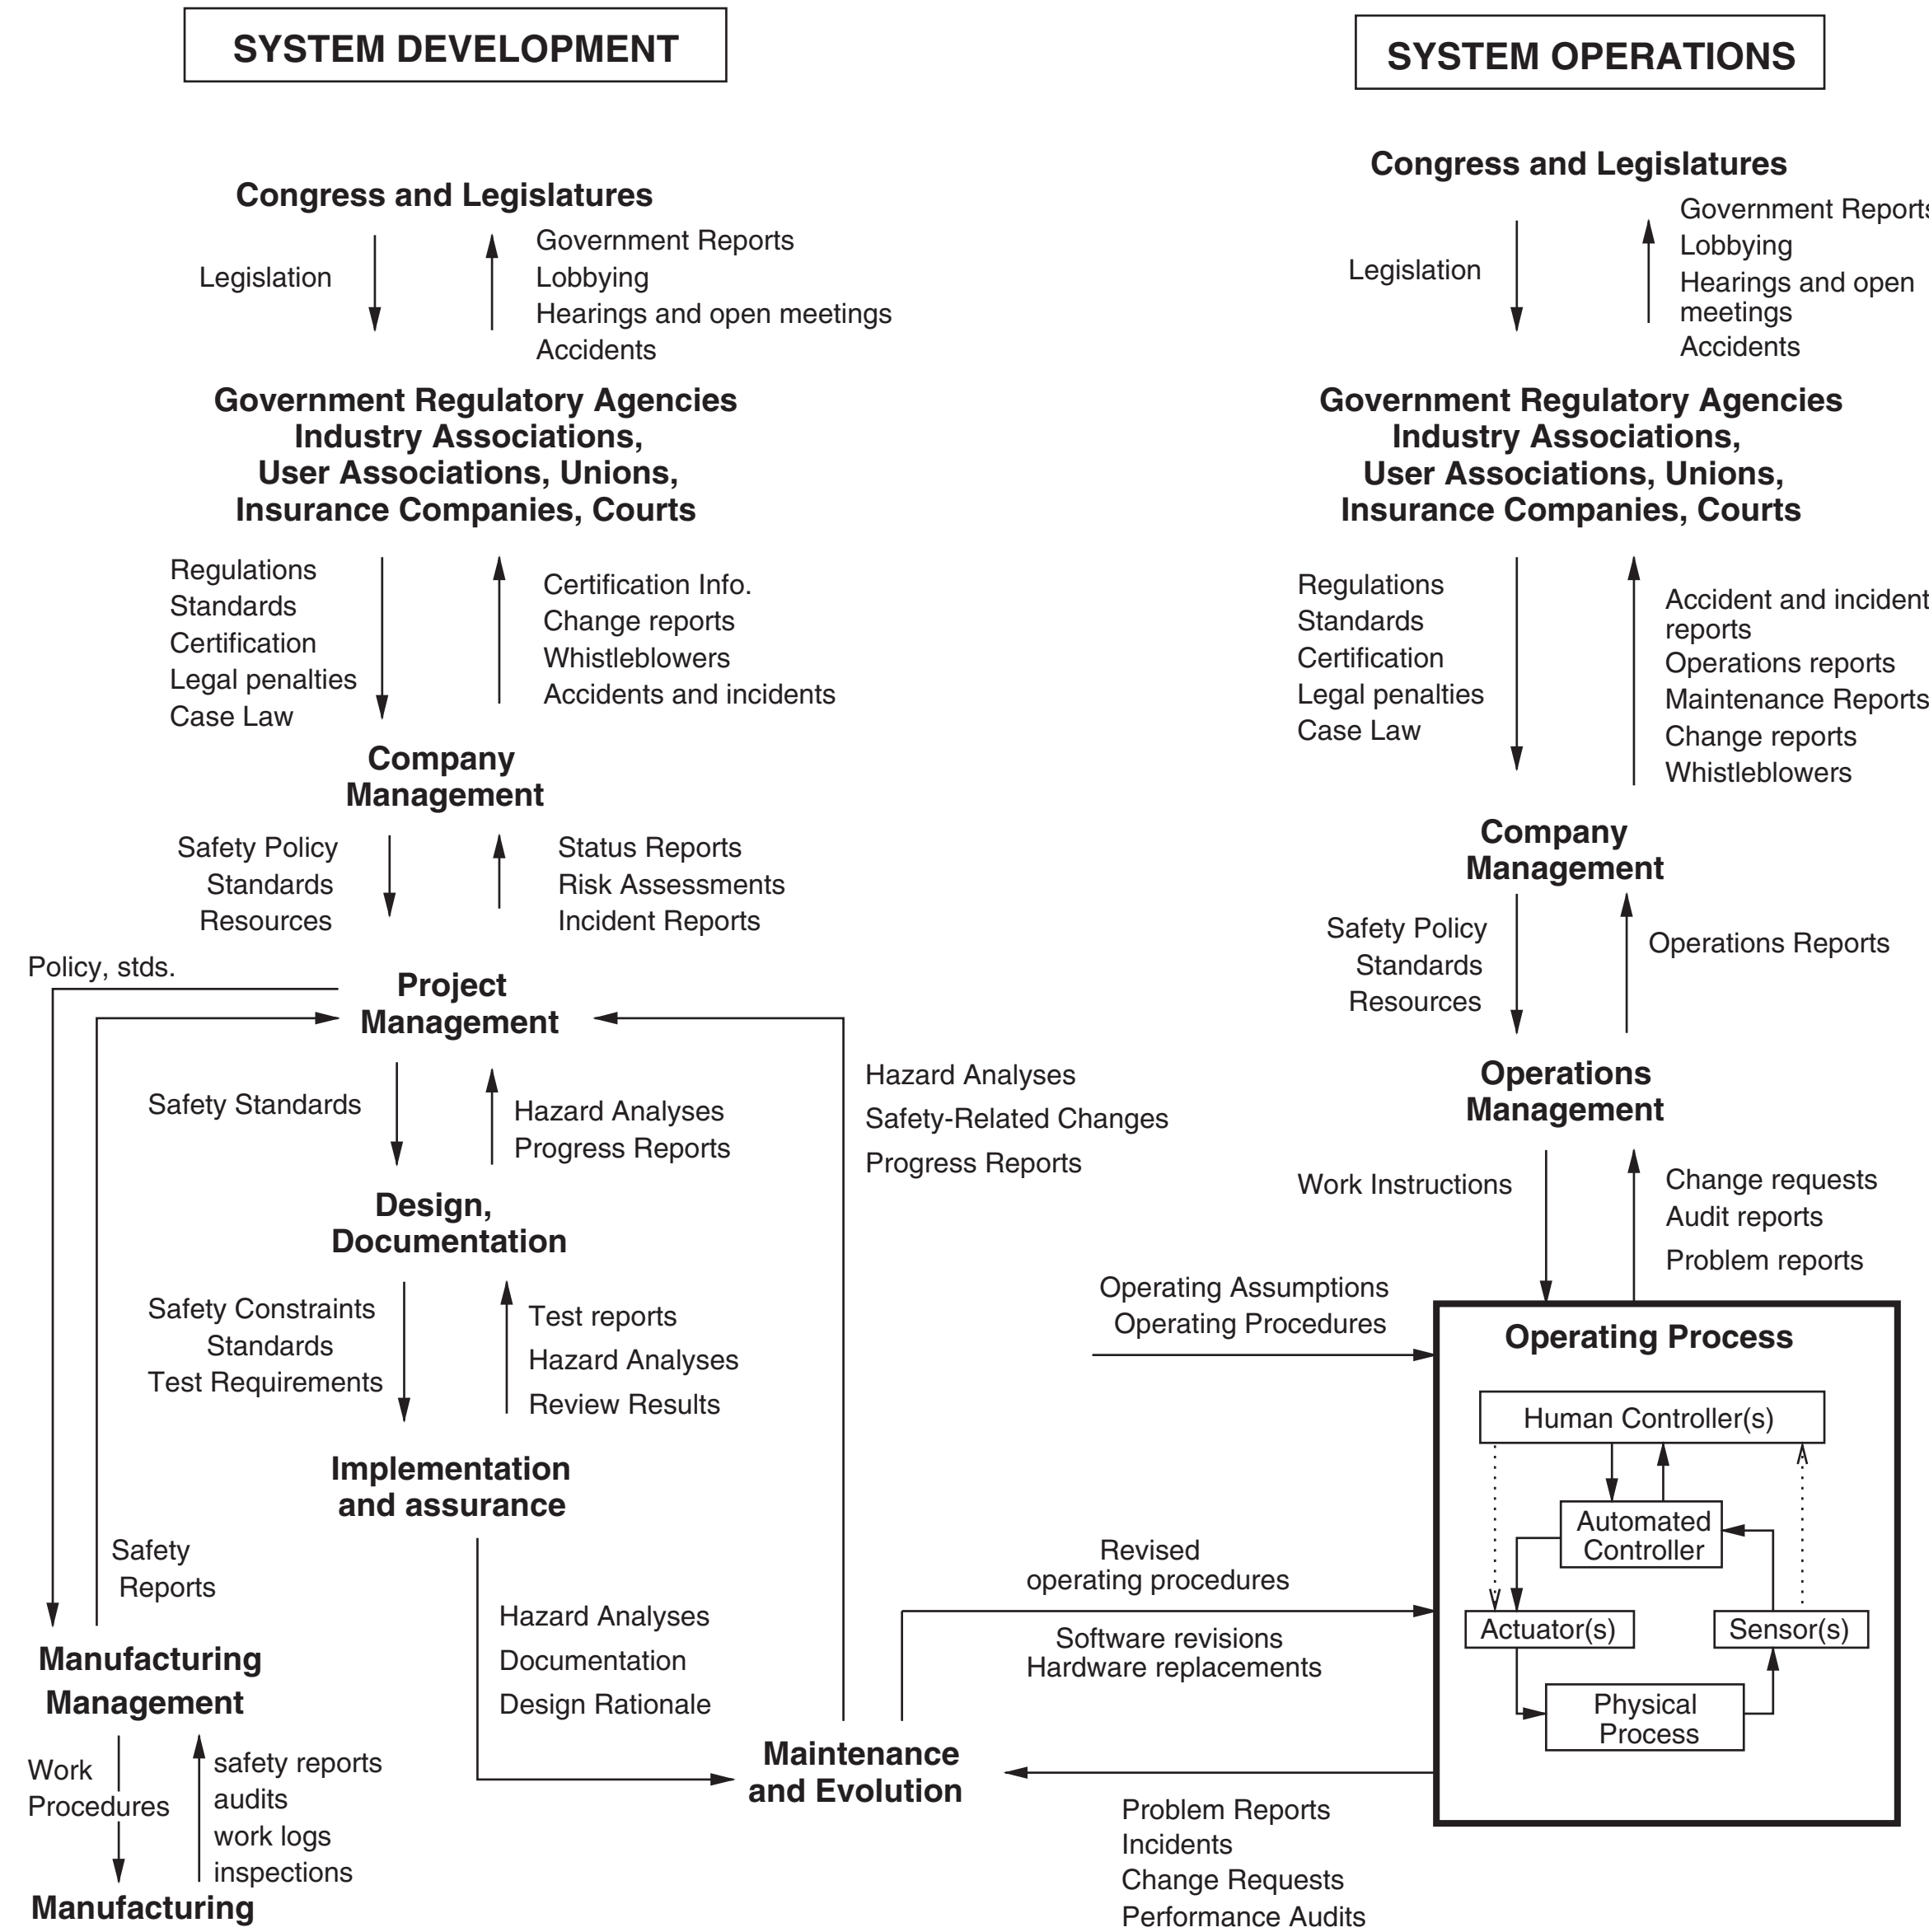 SYSTEM DEVELOPMENT
Congress and Legislatures
Legislation
Government Reports
Lobbying
Hearings and open meetings
Accidents
Government Regulatory Agencies
Industry Associations,
User Associations, Unions,
Insurance Companies, Courts
Regulations
Standards
Certification
Legal penalties
Case Law
Certification Info.
Change reports
Whistleblowers
Accidents and incidents
Company
Management
Safety Policy
Standards
Resources
Status Reports
Risk Assessments
Incident Reports
Policy, stds.
Project
Management
Safety Standards
Hazard Analyses
Progress Reports
Hazard Analyses
Safety-Related Changes
Progress Reports
Design,
Documentation
Safety Constraints
Standards
Test Requirements
Test reports
Hazard Analyses
Review Results
Implementation
and assurance
Safety
Reports
Hazard Analyses
Documentation
Design Rationale
Manufacturing
Management
Work
Procedures
safety reports
audits
work logs
inspections
Manufacturing
Maintenance
and Evolution
SYSTEM OPERATIONS
Congress and Legislatures
Legislation
Government Reports
Lobbying
Hearings and open
meetings
Accidents
Government Regulatory Agencies
Industry Associations,
User Associations, Unions,
Insurance Companies, Courts
Regulations
Standards
Certification
Legal penalties
Case Law
Accident and incident
reports
Operations reports
Maintenance Reports
Change reports
Whistleblowers
Company
Management
Safety Policy
Standards
Resources
Operations Reports
Operations
Management
Work Instructions
Change requests
Audit reports
Problem reports
Operating Assumptions
Operating Procedures
Operating Process
Human Controller(s)
Automated
Controller
Actuator(s)
Sensor(s)
Physical
Process
Revised
operating procedures
Software revisions
Hardware replacements
Problem Reports
Incidents
Change Requests
Performance Audits